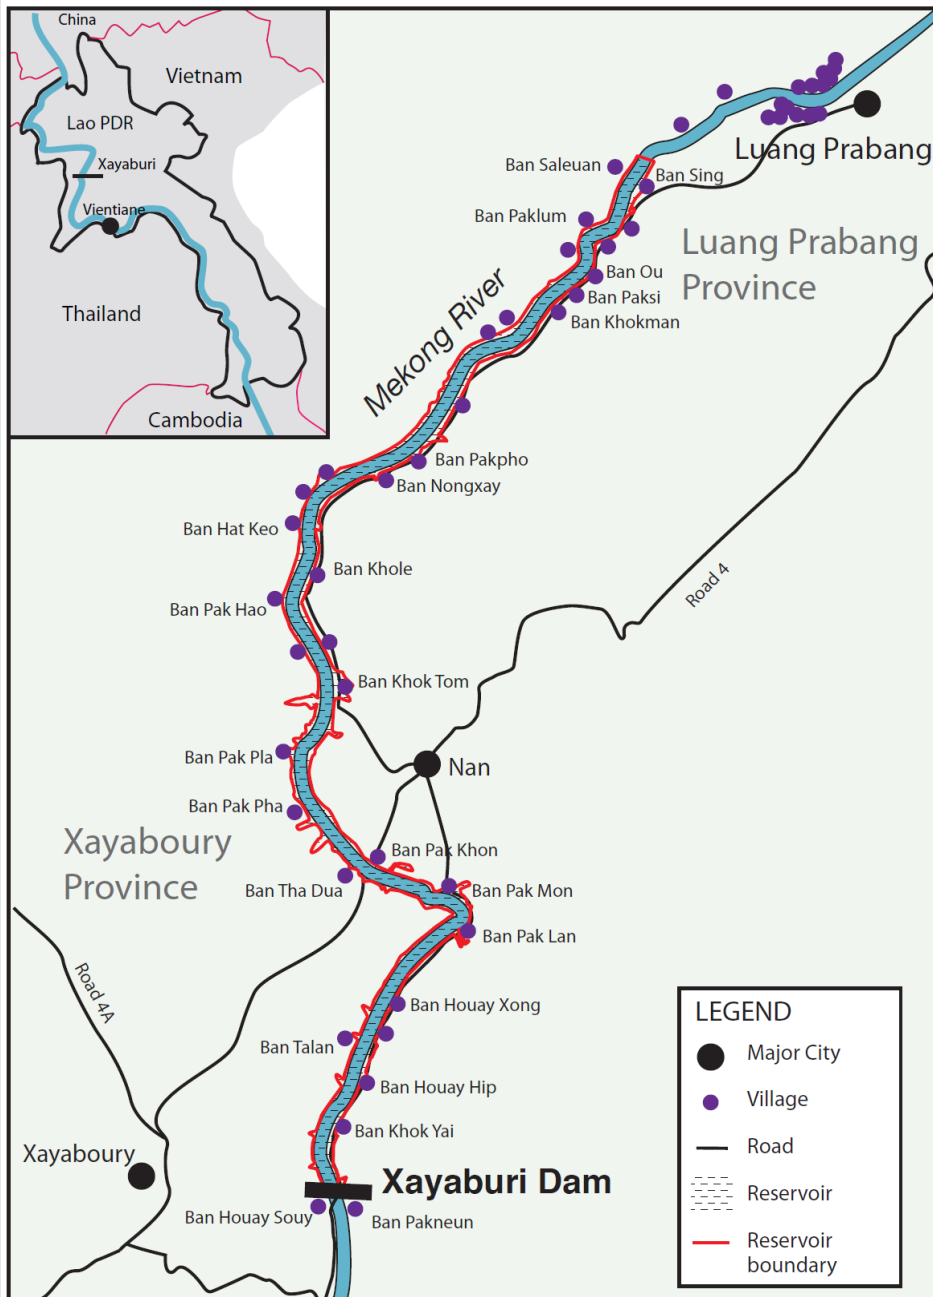 China
Vietnam
Lao PDR
Xayaburi
Vientiane
Thailand
Cambodia
Luang Prabang
Ban Saleuan
Ban Sing
Ban Paklum
Luang Prabang
Province
Ban Ou
Ban Paksi
Ban Khokman
Mekong River
Ban Pakpho
Ban Nongxay
Ban Hat Keo
Ban Khole
Ban Pak Hao
Road 4
Ban Khok Tom
Ban Pak Pla
Nan
Ban Pak Pha
Xayaboury
Province
Ban Pak Khon
Ban Tha Dua
Ban Pak Mon
Ban Pak Lan
Road 4A
Ban Houay Xong
Ban Talan
Ban Houay Hip
Ban Khok Yai
Xayaboury
Xayaburi Dam
Ban Houay Souy
Ban Pakneun
LEGEND
Major City
Village
Road
Reservoir
Reservoir
boundary